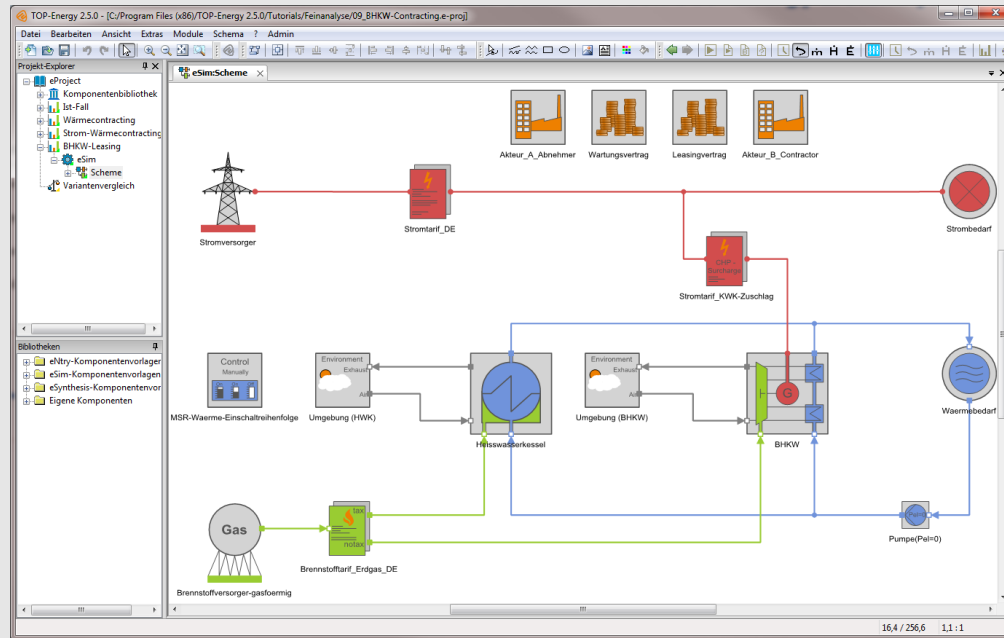 TOP-Energy 2.5.0 - [C:/Program Files (x86)/TOP-Energy 2.5.0/Tutorials/Feinanalyse/09_BHKW-Contracting.e-proj]
Datei Bearbeiten Ansicht Extras Module Schema ? Admin
Projekt-Explorer
eProject
Komponentenbibliothek
Ist-Fall
Wärmecontracting
Strom-Wärmecontracting
BHKW-Leasing
eSim
Scheme
Variantenvergleich
Bibliotheken
eNtry-Komponentenvorlager
eSim-Komponentenvorlagen
eSynthesis-Komponentenvor
Eigene Komponenten
eSim:Scheme
Akteur_A_Abnehmer Wartungsvertrag Leasingvertrag Akteur_B_Contractor
Stromversorger
Stromtarif_DE
Strombedarf
CHP -
Surcharge
Stromtarif_KWK-Zuschlag
Control
Manually
MSR-Waerme-Einschaltreihenfolge
Environment
Exhaust
Air
Umgebung (HWK)
Heisswasserkessel
Environment
Exhaust
Air
Umgebung (BHKW)
G
BHKW
Waermebedarf
Gas
Brennstoffversorger-gasfoermig
tax
notax
Brennstofftarif_Erdgas_DE
Pumpe(Pel=0)
16,4 / 256,6 1,1 : 1